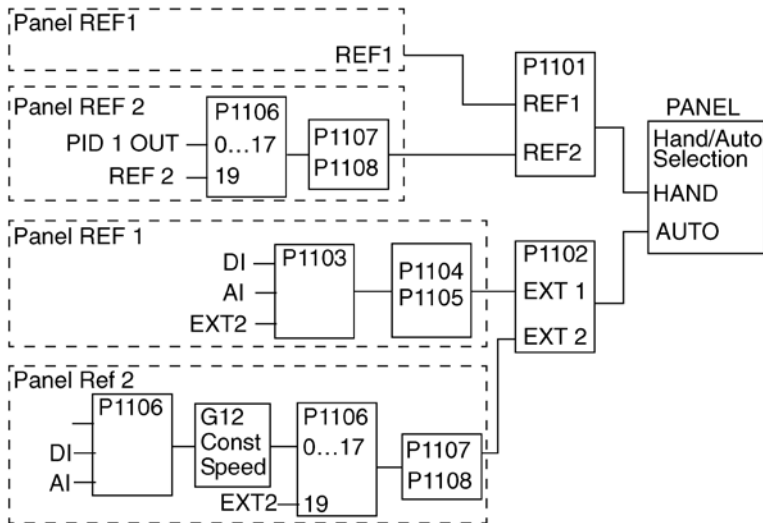 Panel REF1
REF1
Panel REF 2
PID 1 OUT
REF 2
P1106
0...17
19
P1107
P1108
P1101
REF1
REF2
PANEL
Hand/Auto
Selection
HAND
AUTO
Panel REF 1
DI
AI
EXT2
P1103
P1104
P1105
P1102
EXT 1
EXT 2
Panel Ref 2
P1106
DI
AI
G12
Const
Speed
EXT2
P1106
0...17
19
P1107
P1108